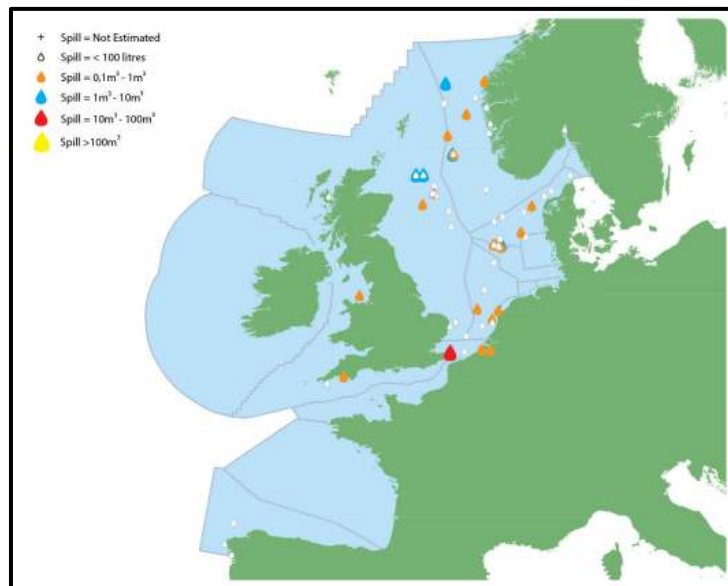 Spill = Not Estimated
Spill = < 100 litres
Spill = 0,1m³ - 1m³
Spill = 1m³ - 10m³
Spill = 10m³ - 100m³
Spill >100m³